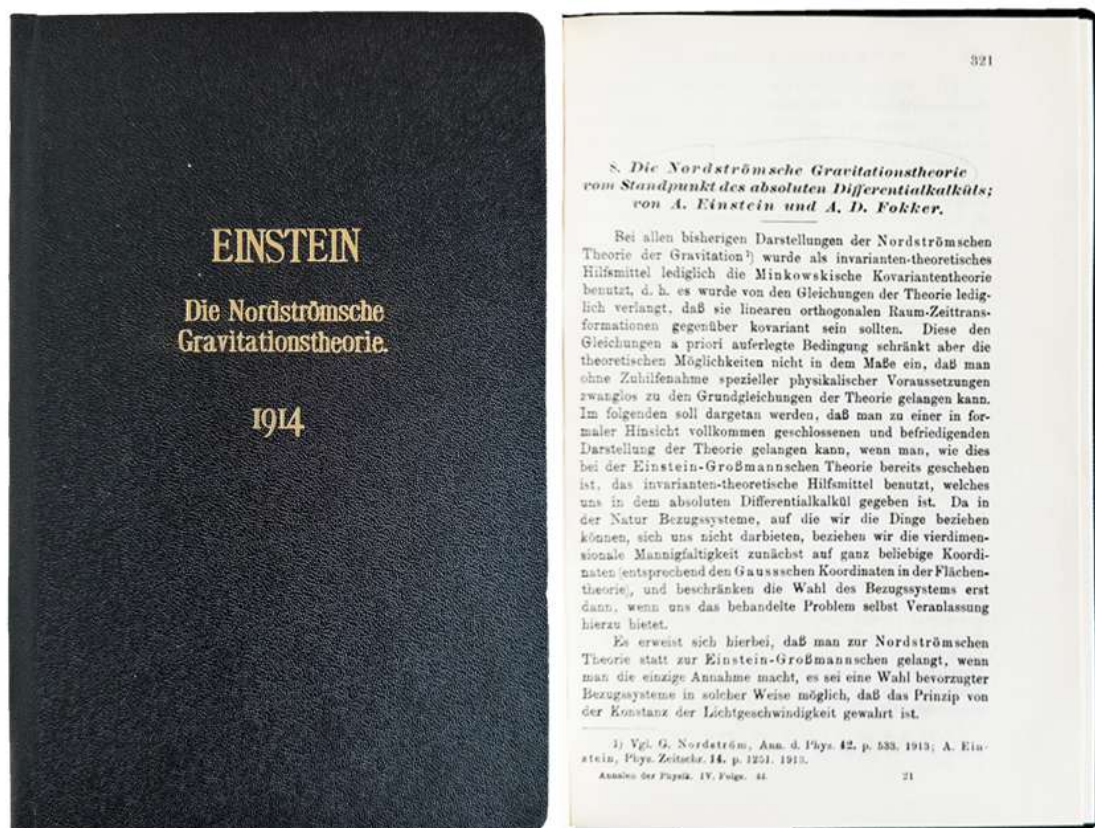 EINSTEIN
Die Nordströmsche
Gravitationstheorie.
1914
321
8. Die Nordströmsche Gravitationstheorie
vom Standpunkt des absoluten Differentialkalküls;
von A. Einstein und A. D. Fokker.
Bei allen bisherigen Darstellungen der Nordströmschen
Theorie der Gravitation¹) wurde als invarianten-theoretisches
Hilfsmittel lediglich die Minkowskische Kovariantentheorie
benutzt, d. h. es wurde von den Gleichungen der Theorie ledig-
lich verlangt, daß sie linearen orthogonalen Raum-Zeittrans-
formationen gegenüber kovariant sein sollten. Diese den
Gleichungen a priori auferlegte Bedingung schränkt aber die
theoretischen Möglichkeiten nicht in dem Maße ein, daß man
ohne Zuhilfenahme spezieller physikalischer Voraussetzungen
zwanglos zu den Grundgleichungen der Theorie gelangen kann.
Im folgenden soll dargetan werden, daß man zu einer in for-
maler Hinsicht vollkommen geschlossenen und befriedigenden
Darstellung der Theorie gelangen kann, wenn man, wie dies
bei der Einstein-Großmannschen Theorie bereits geschehen
ist, das invarianten-theoretische Hilfsmittel benutzt, welches
uns in dem absoluten Differentialkalkül gegeben ist. Da in
der Natur Bezugssysteme, auf die wir die Dinge beziehen
können, sich uns nicht darbieten, beziehen wir die vierdimen-
sionale Mannigfaltigkeit zunächst auf ganz beliebige Koordi-
naten (entsprechend den Gaussschen Koordinaten in der Flächen-
theorie), und beschränken die Wahl des Bezugssystems erst
dann, wenn uns das behandelte Problem selbst Veranlassung
hierzu bietet.
Es erweist sich hierbei, daß man zur Nordströmschen
Theorie statt zur Einstein-Großmannschen gelangt, wenn
man die einzige Annahme macht, es sei eine Wahl bevorzugter
Bezugssysteme in solcher Weise möglich, daß das Prinzip von
der Konstanz der Lichtgeschwindigkeit gewahrt ist.
1) Vgl. G. Nordström, Ann. d. Phys. 42. p. 533. 1913; A. Ein-
stein, Phys. Zeitschr. 14. p. 1251. 1913.
Annalen der Physik. IV. Folge. 44. 21